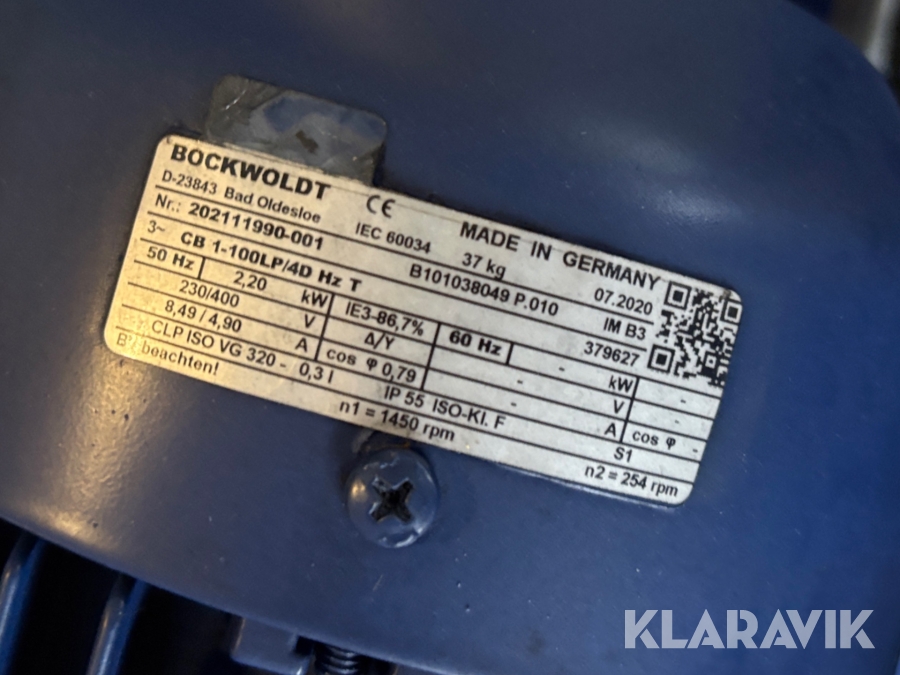 BOCKWOLDT
D-23843 Bad Oldesloe CE MADE IN GERMANY
Nr.: 202111990-001 IEC 60034 37 kg 07.2020
3~ CB 1-100LP/4D Hz T B101038049 P.010 IM B3
50 Hz 2,20 kW IE3-86,7% 60 Hz 379627
230/400 V Δ/Y - kW -
8,49 / 4,90 A cos φ 0,79 - V -
CLP ISO VG 320 - 0,3 l IP 55 ISO-Kl. F - A cos φ -
beachten! n1 = 1450 rpm S1
n2 = 254 rpm
KLARAVIK